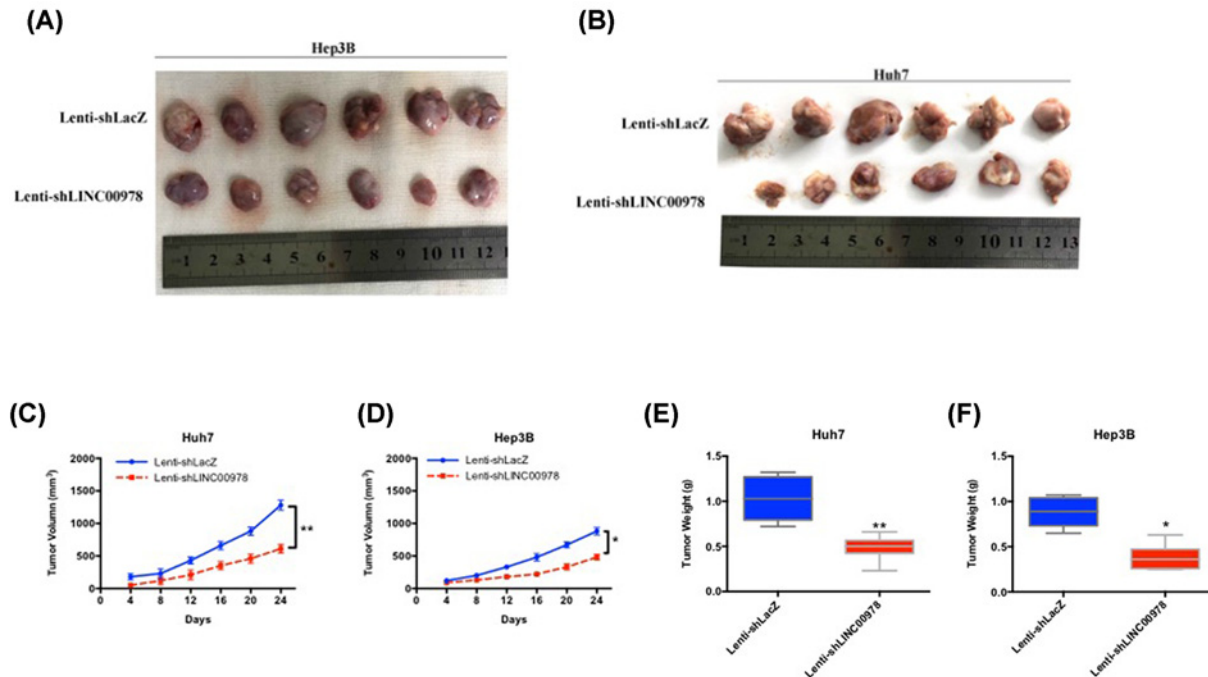 (A)
Hep3B
Lenti-shLacZ
Lenti-shLINC00978
1 2 3 4 5 6 7 8 9 10 11 12
(B)
Huh7
Lenti-shLacZ
Lenti-shLINC00978
1 2 3 4 5 6 7 8 9 10 11 12 13
(C)
Huh7
Lenti-shLacZ
Lenti-shLINC00978
Tumor Volumn (mm³)
2000
1500
1000
500
0
0 4 8 12 16 20 24
Days
**
(D)
Hep3B
Lenti-shLacZ
Lenti-shLINC00978
Tumor Volumn (mm³)
2000
1500
1000
500
0
0 4 8 12 16 20 24
Days
*
(E)
Huh7
Tumor Weight (g)
1.5
1.0
0.5
0.0
**
Lenti-shLacZ
Lenti-shLINC00978
(F)
Hep3B
Tumor Weight (g)
1.5
1.0
0.5
0.0
*
Lenti-shLacZ
Lenti-shLINC00978